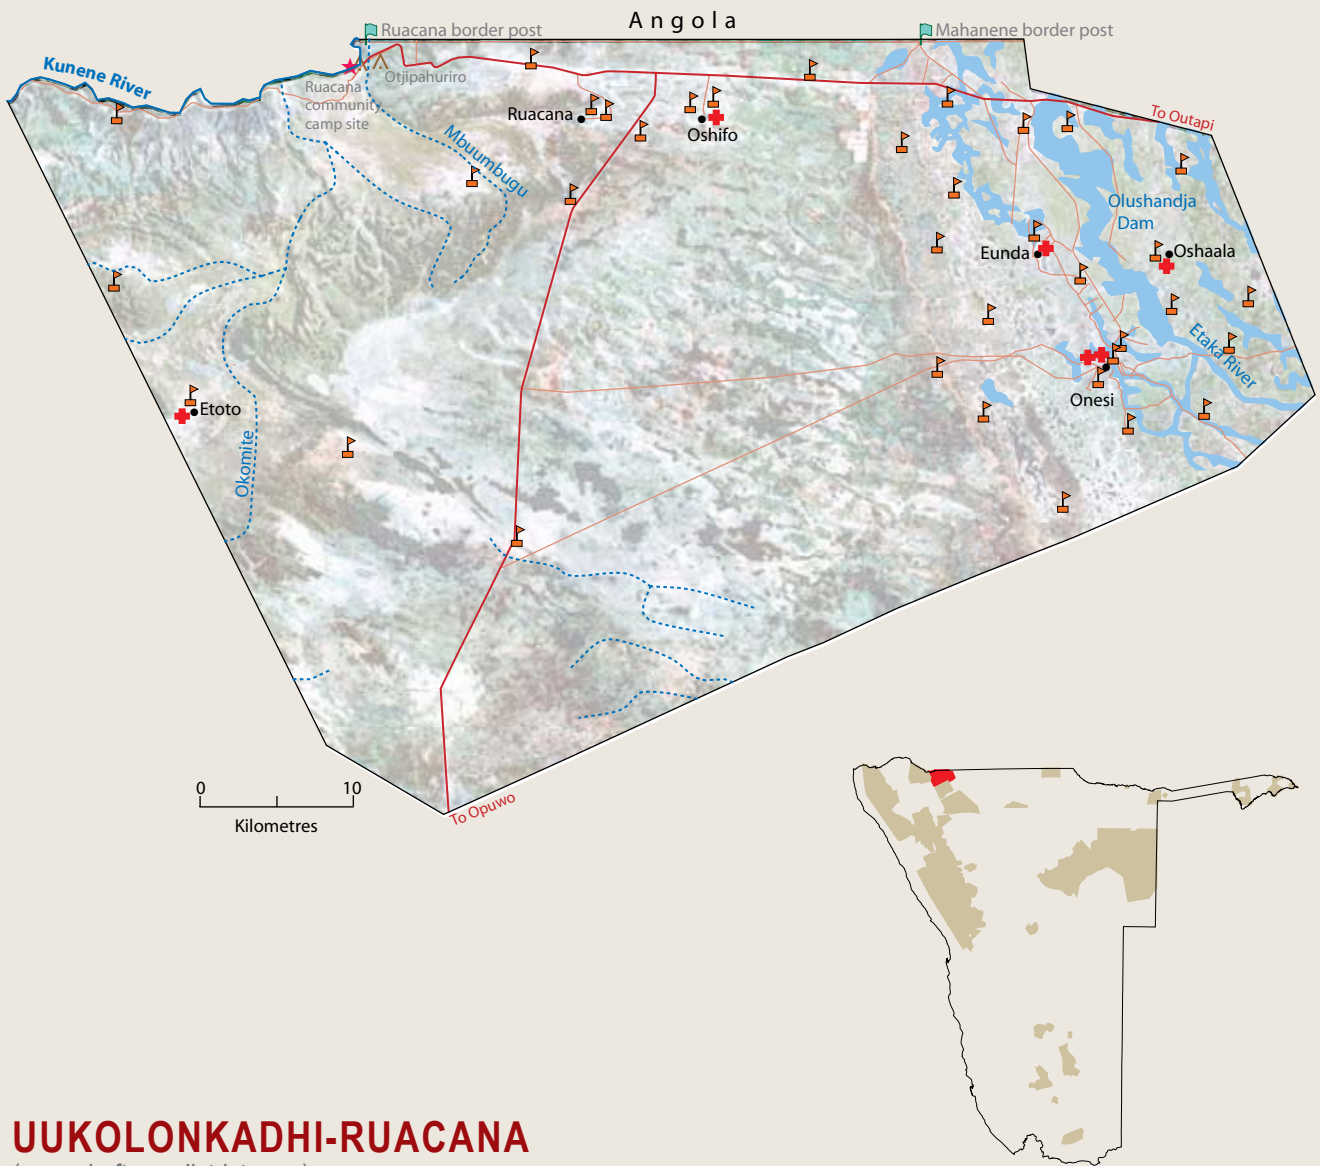 Angola
Ruacana border post
Mahanene border post
Kunene River
Otjipahuriro
Ruacana
community
camp site
Ruacana
Oshifo
To Outapi
Mbuumbugu
Olushandja
Dam
Eunda
Oshaala
Etaka River
Onesi
Etoto
Okomite
0 10
Kilometres
To Opuwo
UUKOLONKADHI-RUACANA